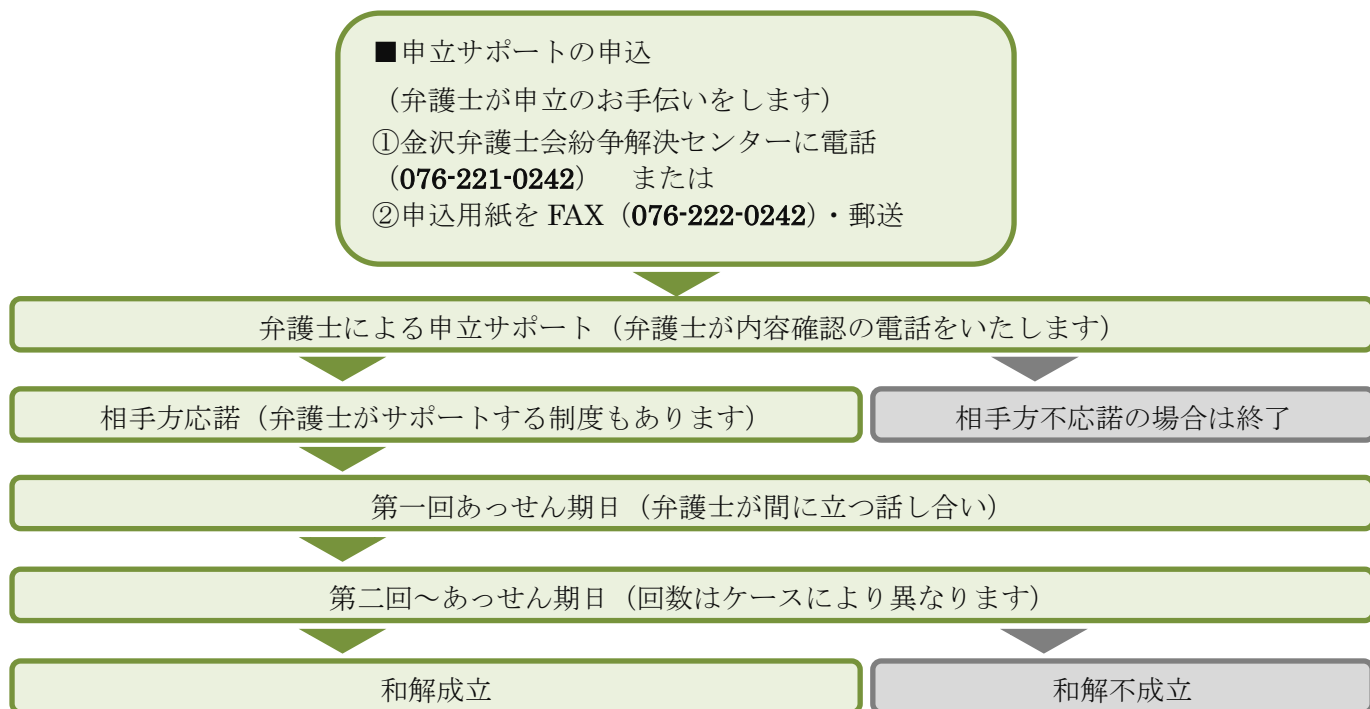 ■申立サポートの申込
（弁護士が申立のお手伝いをします）
①金沢弁護士会紛争解決センターに電話
（076-221-0242）　または
②申込用紙を FAX（076-222-0242）・郵送
弁護士による申立サポート（弁護士が内容確認の電話をいたします）
相手方応諾（弁護士がサポートする制度もあります）
相手方不応諾の場合は終了
第一回あっせん期日（弁護士が間に立つ話し合い）
第二回～あっせん期日（回数はケースにより異なります）
和解成立
和解不成立